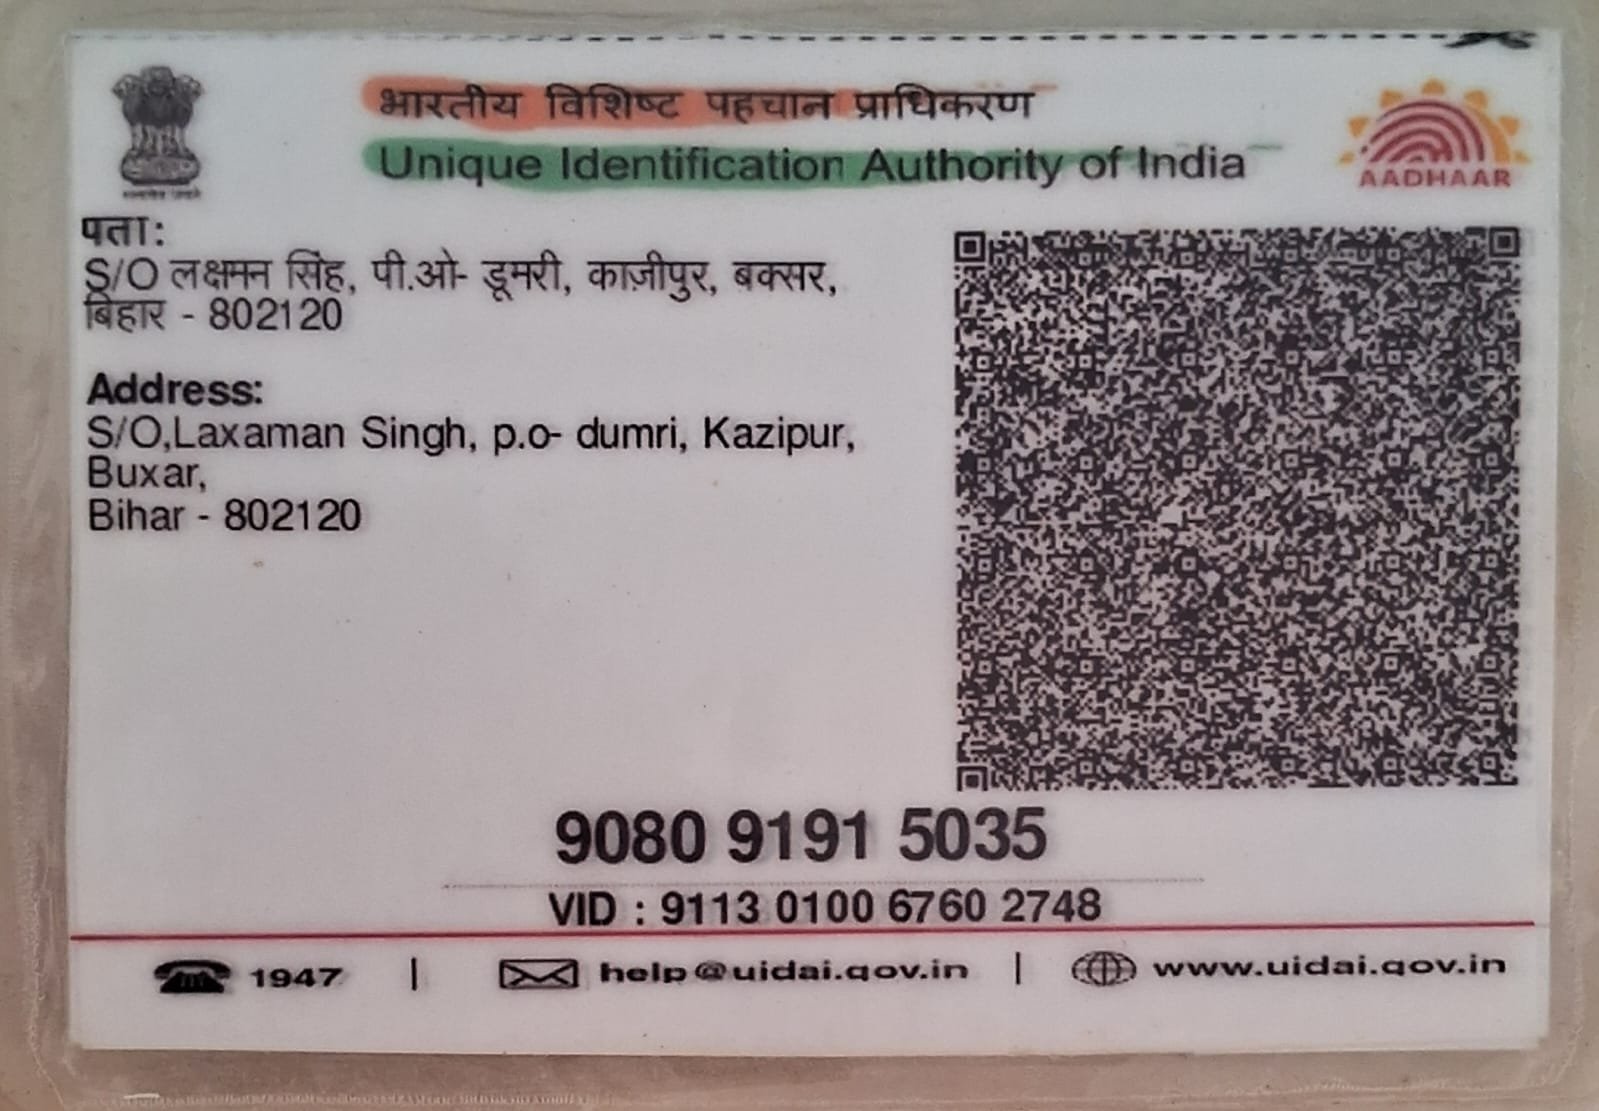 भारतीय विशिष्ट पहचान प्राधिकरण
Unique Identification Authority of India
AADHAAR
पता:
S/O लक्षमन सिंह, पी.ओ- डूमरी, काज़ीपुर, बक्सर,
बिहार - 802120
Address:
S/O,Laxaman Singh, p.o- dumri, Kazipur,
Buxar,
Bihar - 802120
9080 9191 5035
VID : 9113 0100 6760 2748
1947 | help@uidai.gov.in | www.uidai.gov.in